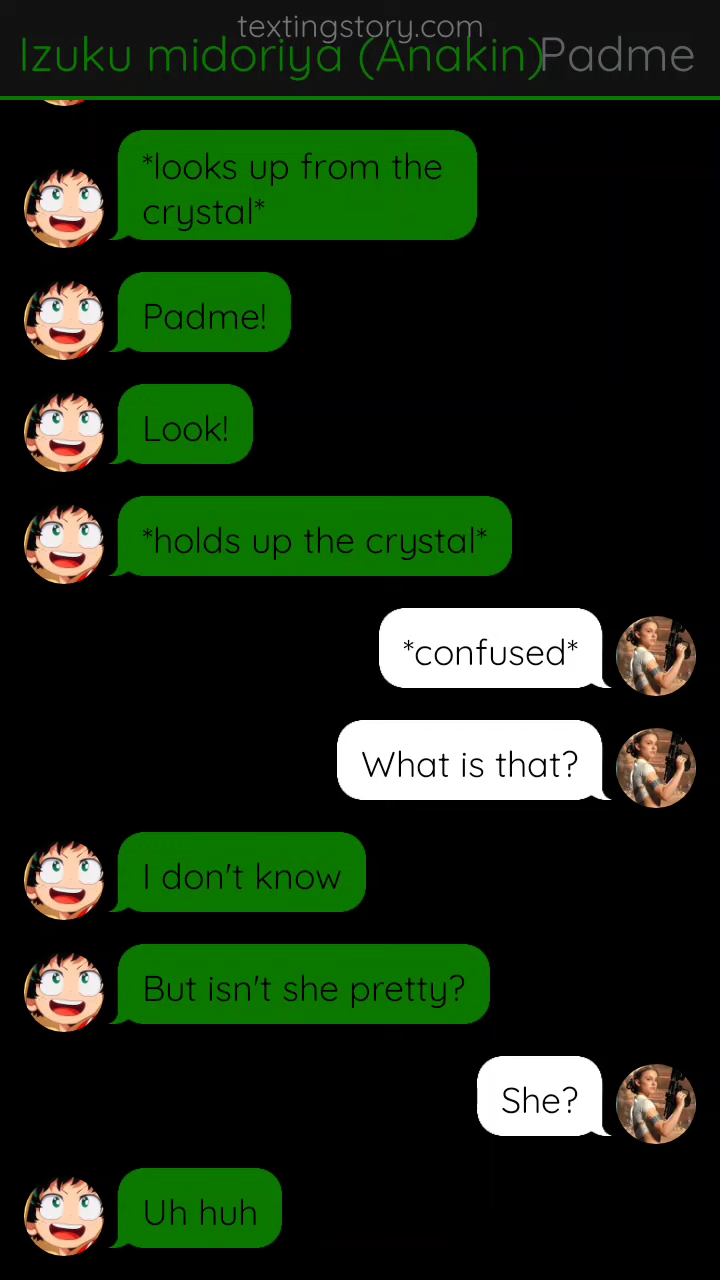 textingstory.com
Izuku midoriya (Anakin)
Padme
*looks up from the
crystal*
Padme!
Look!
*holds up the crystal*
*confused*
What is that?
I don't know
But isn't she pretty?
She?
Uh huh